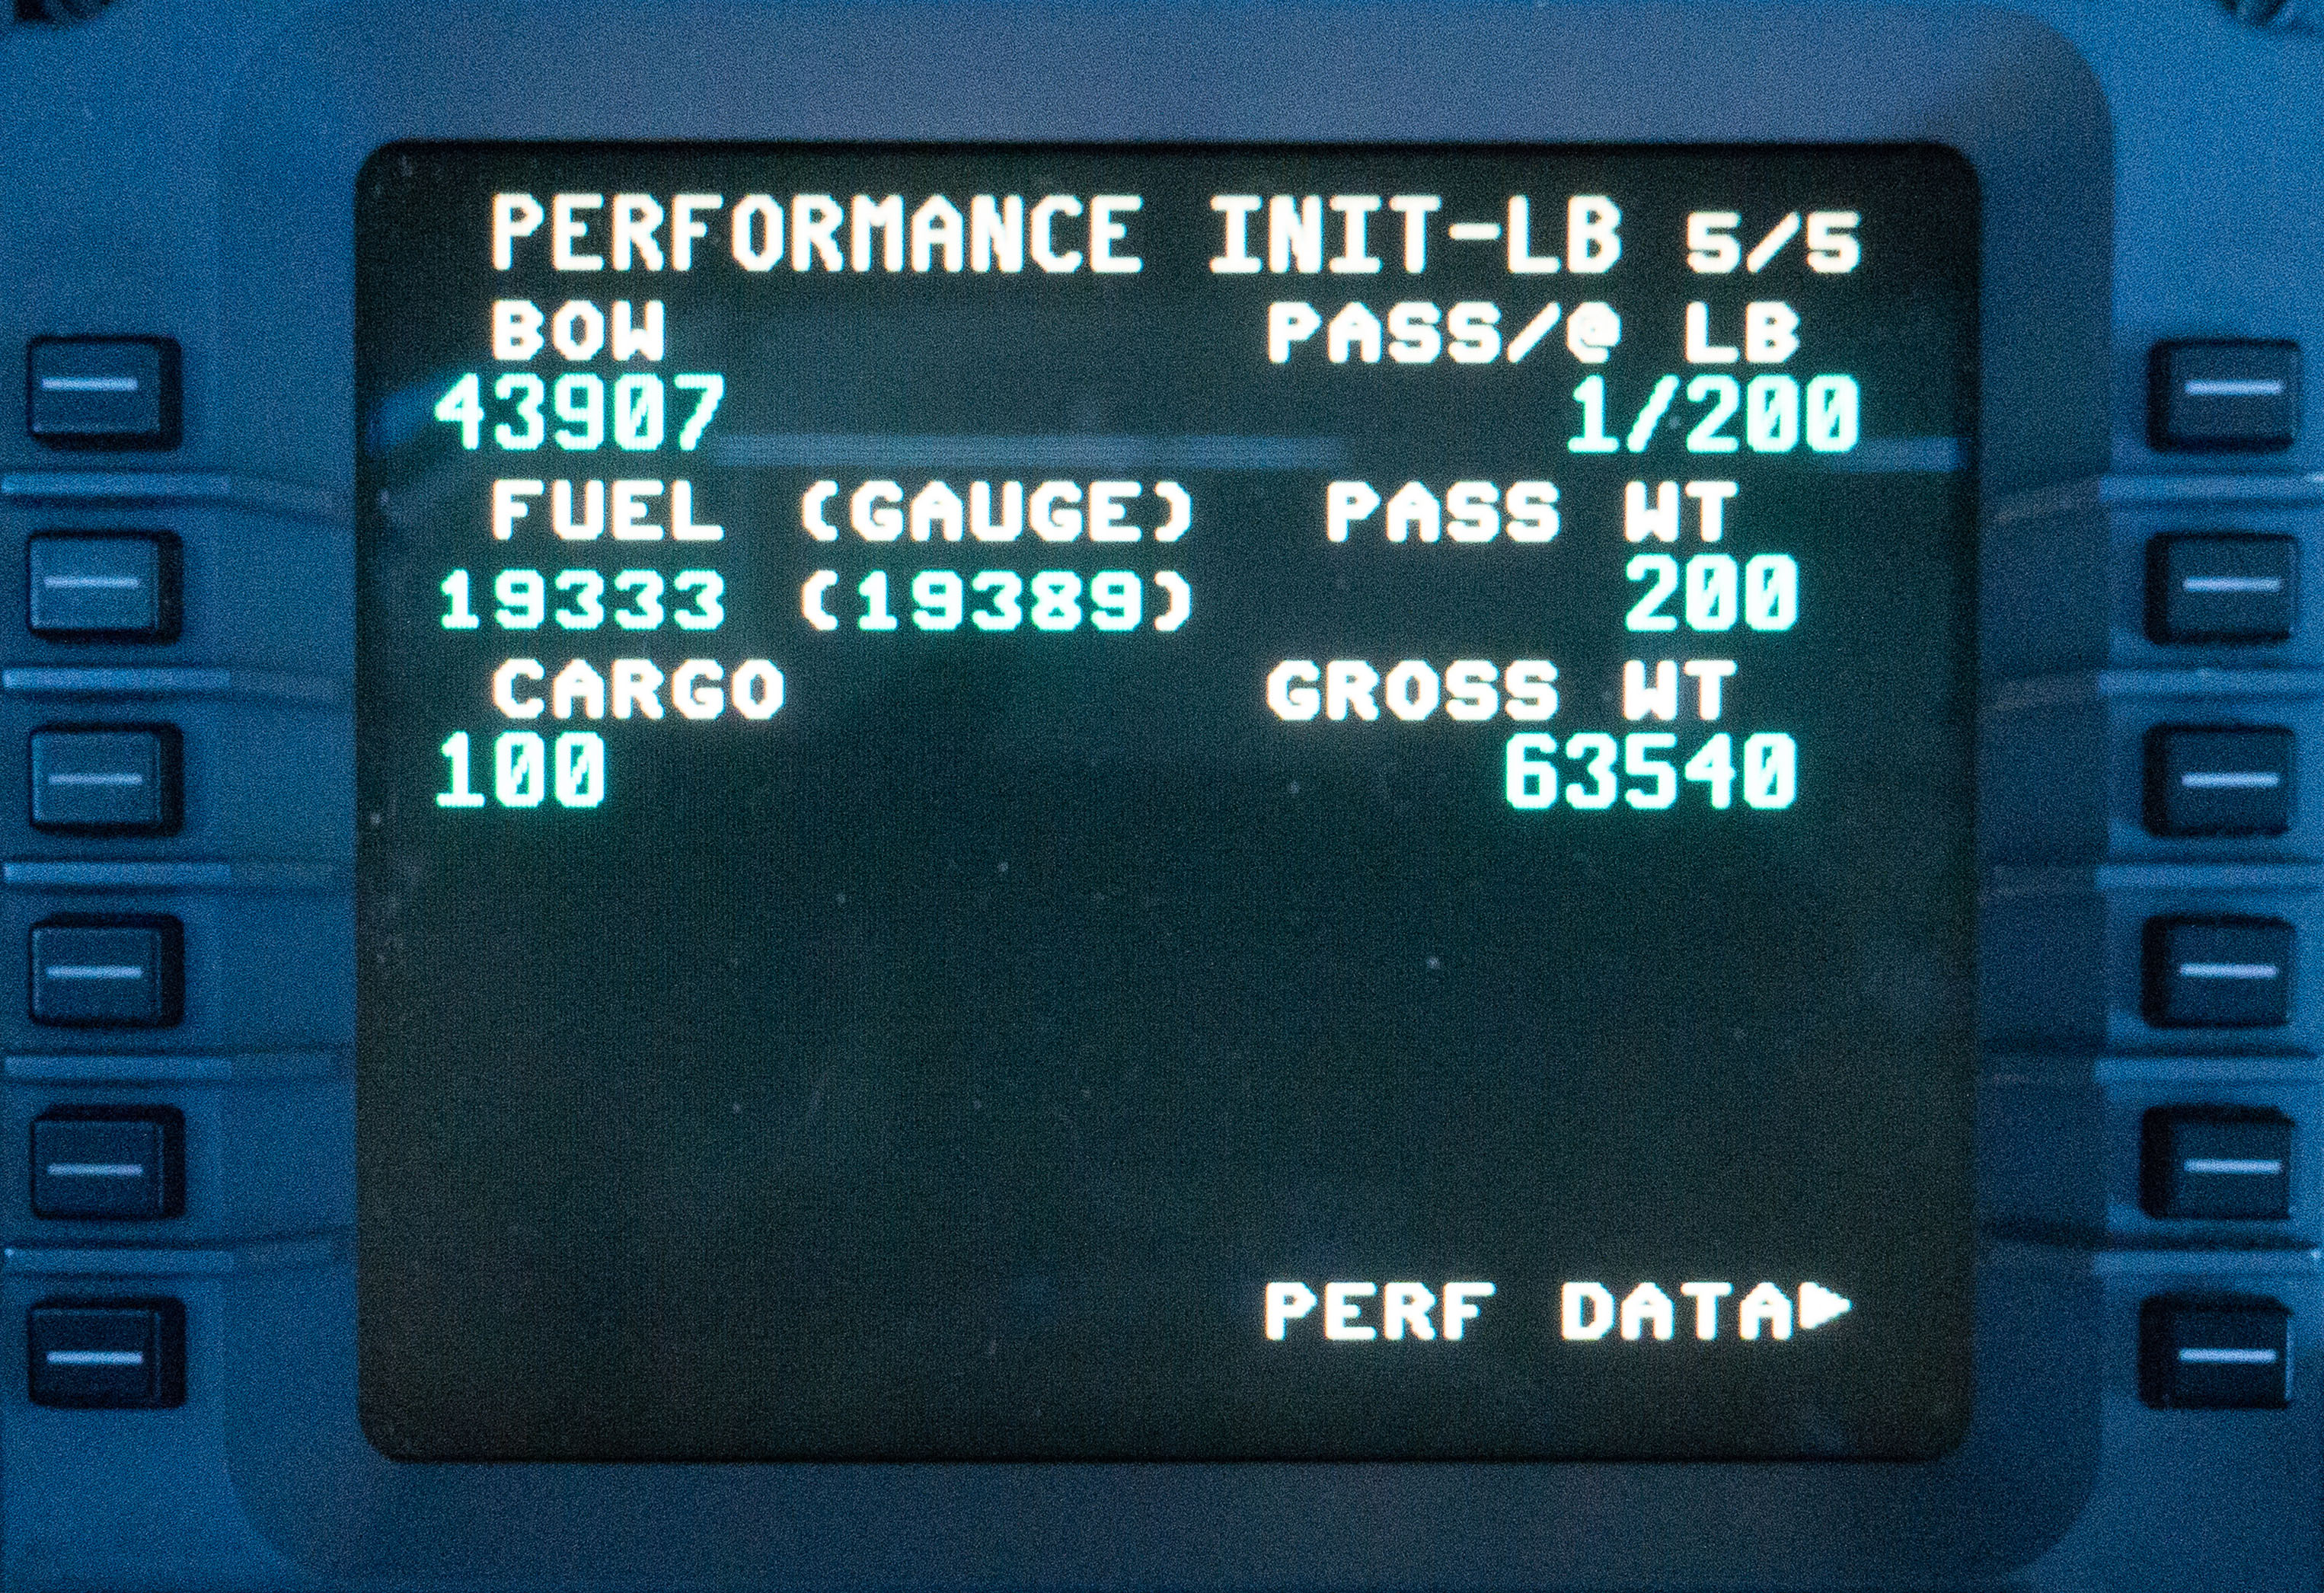 PERFORMANCE INIT-LB 5/5
BOW PASS/@ LB
43907 1/200
FUEL (GAUGE) PASS WT
19333 (19389) 200
CARGO GROSS WT
100 63540
PERF DATA▶